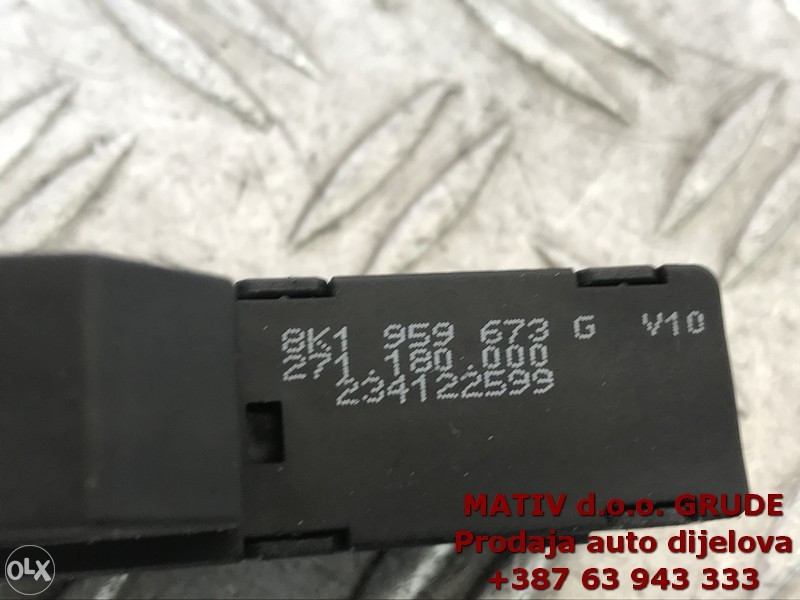 8K1 959 673 G V10
271.180.000
234122599
MATIV d.o.o. GRUDE
Prodaja auto dijelova
+387 63 943 333
OLX